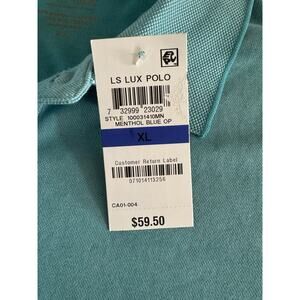 LS LUX POLO
7 32999 23029
STYLE 100031410MN
MENTHOL BLUE OP
XL
Customer Return Label
071014113256
CA01-004
$59.50